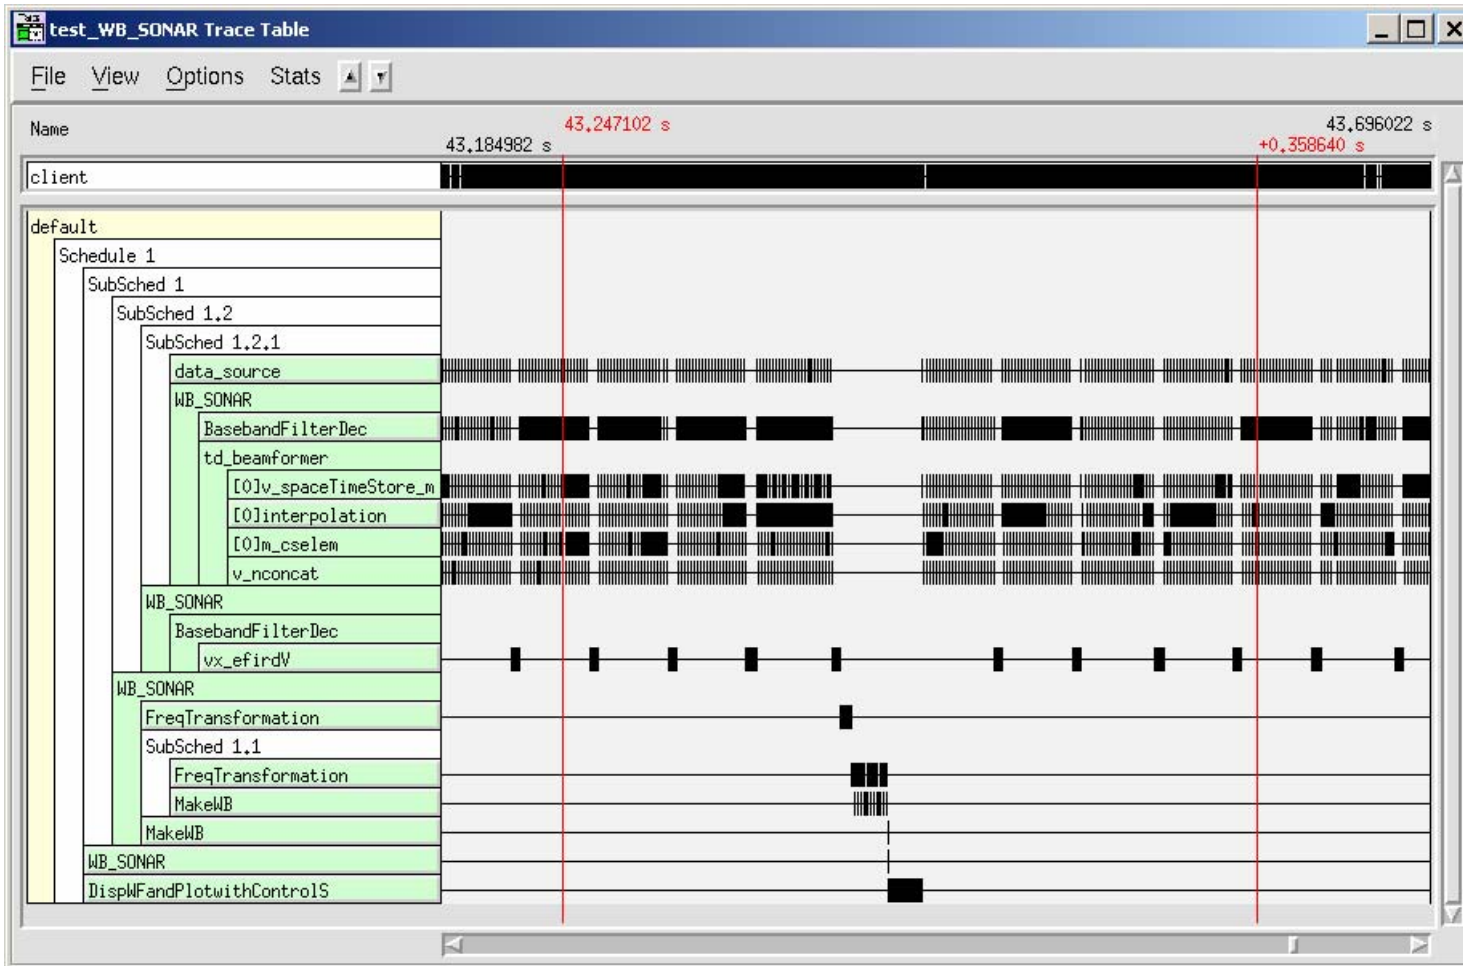 test_WB_SONAR Trace Table
File View Options Stats
Name
43.247102 s
43.696022 s
43.184982 s
+0.358640 s
client
default
Schedule 1
SubSched 1
SubSched 1.2
SubSched 1.2.1
data_source
WB_SONAR
BasebandFilterDec
td_beamformer
[0]v_spaceTimeStore_m
[0]interpolation
[0]m_cselem
v_nconcat
WB_SONAR
BasebandFilterDec
vx_efirdV
WB_SONAR
FreqTransformation
SubSched 1.1
FreqTransformation
MakeWB
MakeWB
WB_SONAR
DispWFandPlotwithControlS